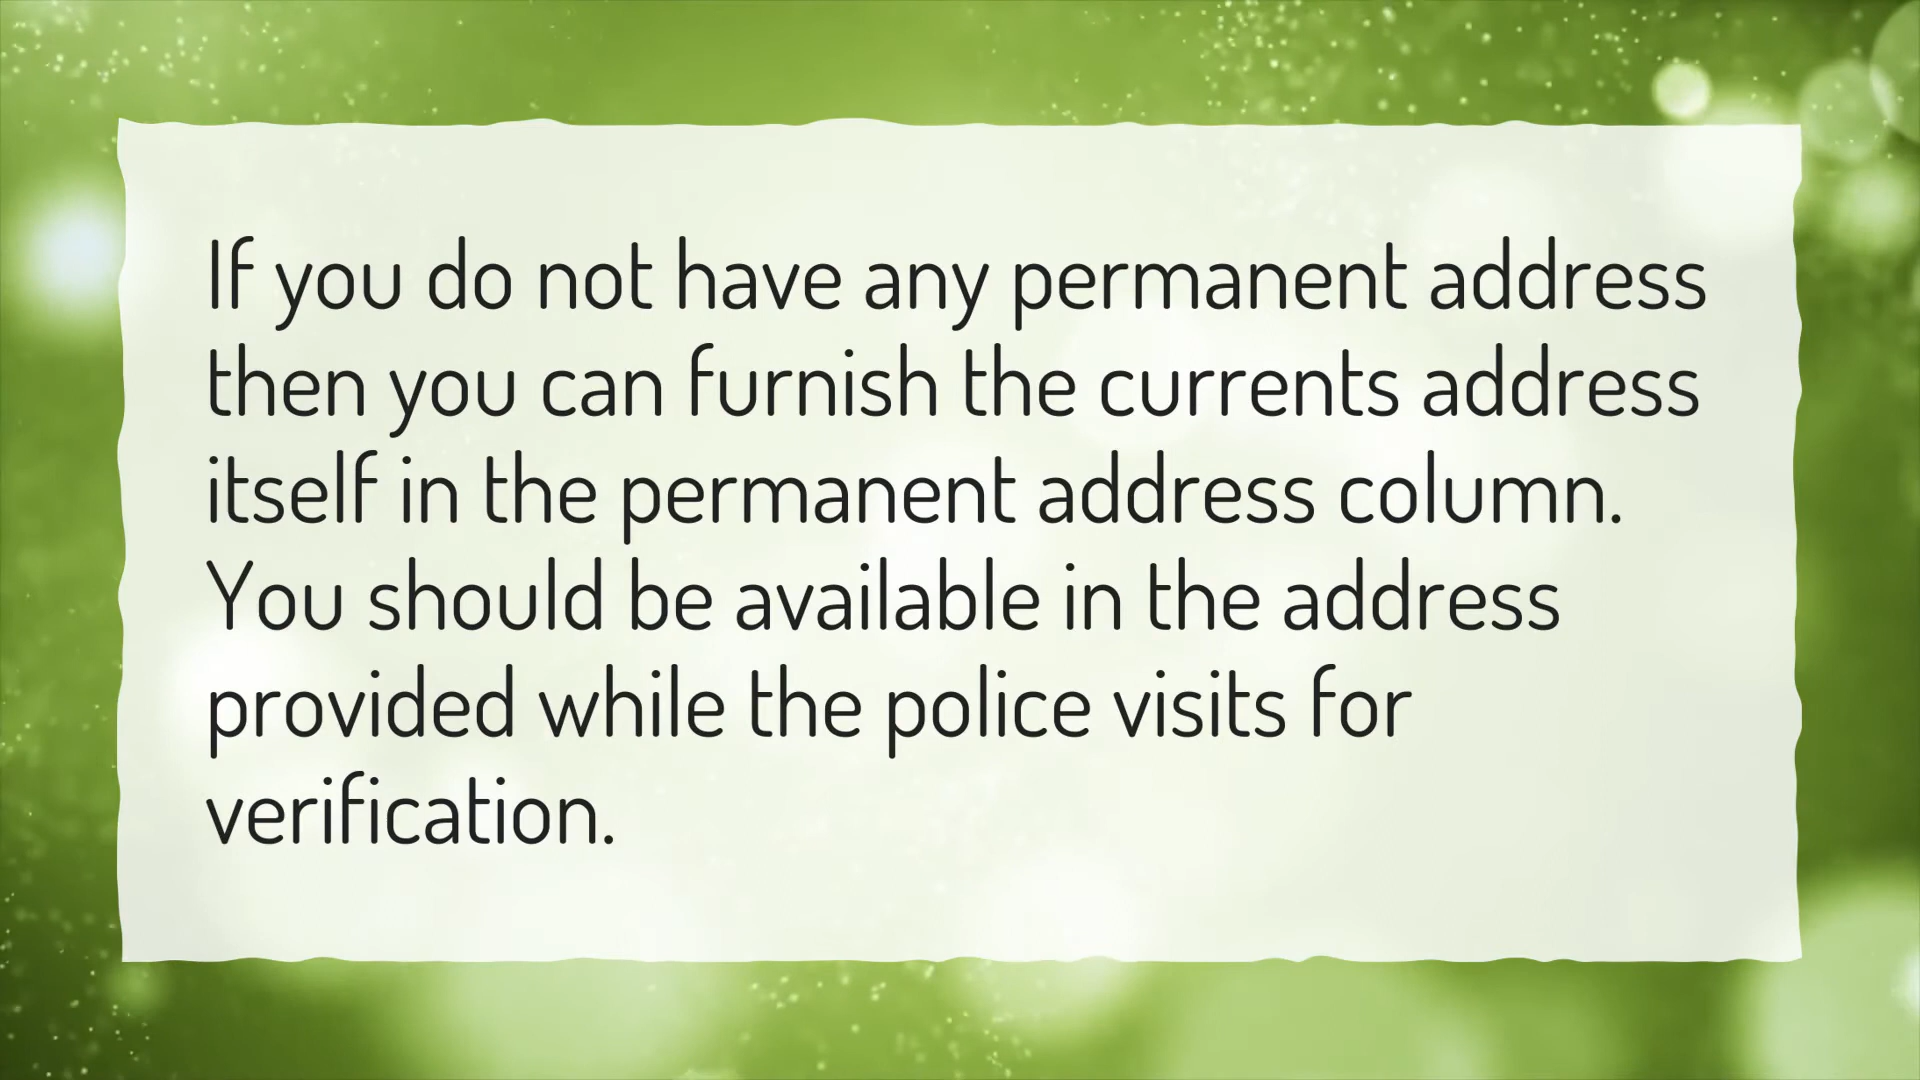 If you do not have any permanent address
then you can furnish the currents address
itself in the permanent address column.
You should be available in the address
provided while the police visits for
verification.